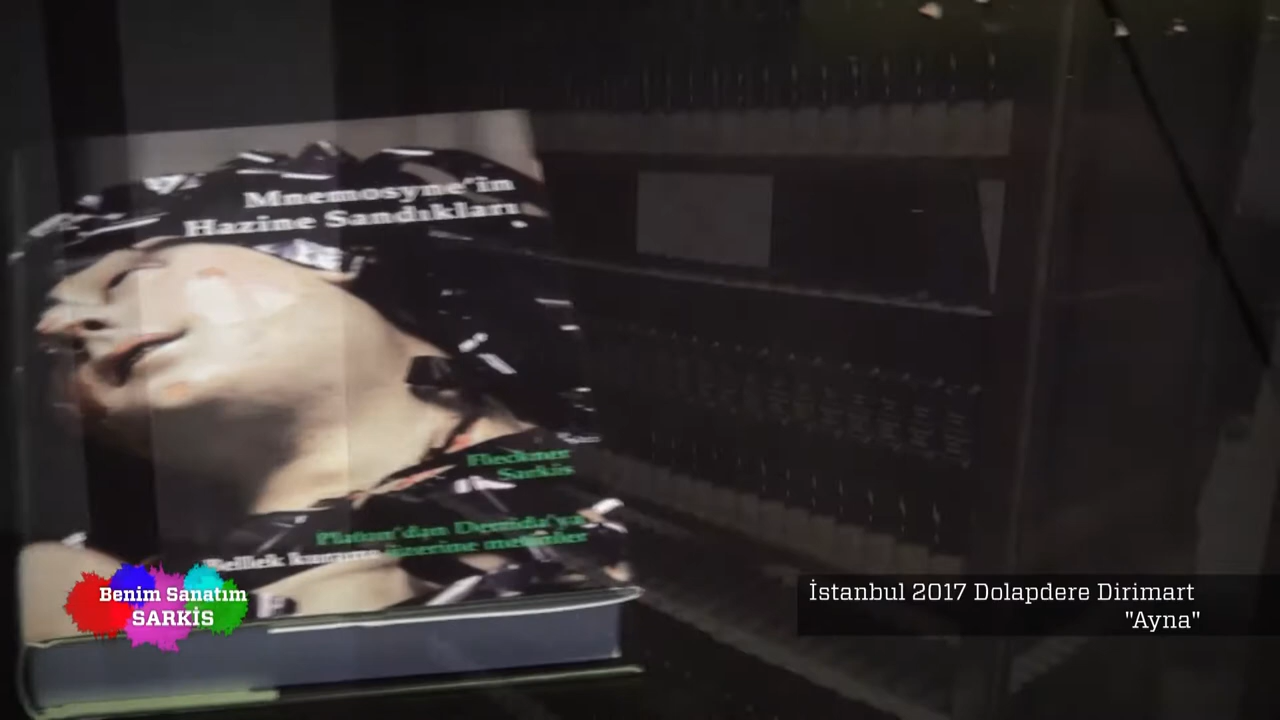 Mnemosyne'in
Hazine Sandıkları
Fleckner
Sarkis
Platon'dan Derrida'ya
Bellek kuramı üzerine metinler
Benim Sanatım
SARKİS
İstanbul 2017 Dolapdere Dirimart
"Ayna"